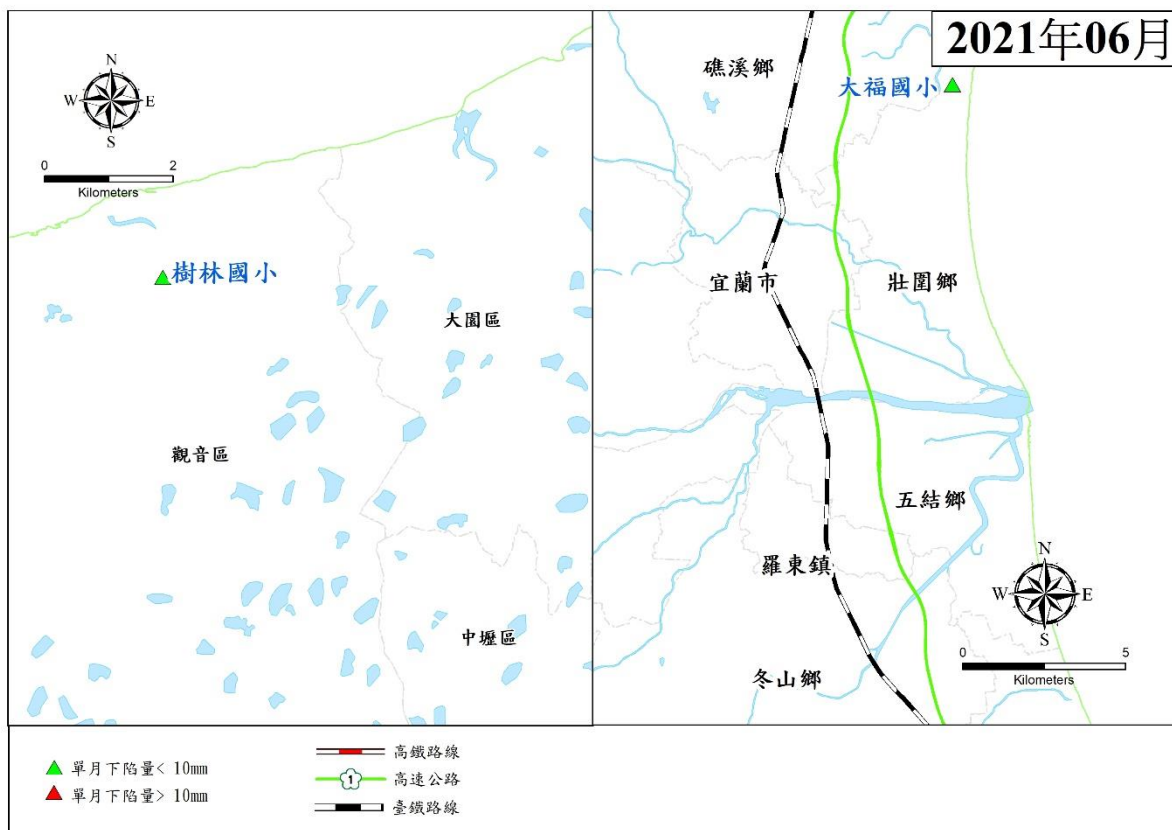 2021年06月
N
W
E
S
0
2
Kilometers
樹林國小
大園區
觀音區
中壢區
礁溪鄉
大福國小
宜蘭市
壯圍鄉
五結鄉
羅東鎮
冬山鄉
N
W
E
S
0
5
Kilometers
單月下陷量< 10mm
單月下陷量> 10mm
高鐵路線
1
高速公路
臺鐵路線